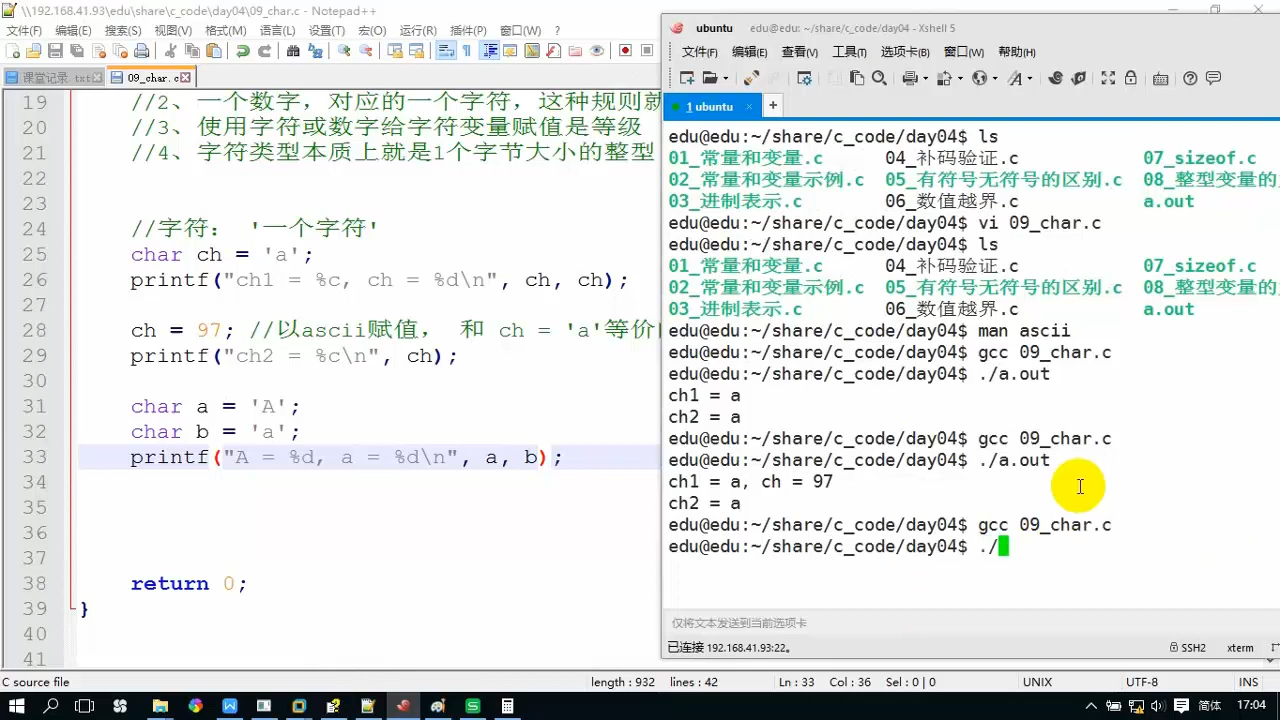 \\192.168.41.93\edu\share\c_code\day04\09_char.c - Notepad++
文件(F) 编辑(E) 搜索(S) 视图(V) 格式(M) 语言(L) 设置(T) 宏(O) 运行(R) 插件(P) 窗口(W) ?
课堂记录.txt 09_char.c
19 //2、一个数字，对应的一个字符，这种规则就
20 //3、使用字符或数字给字符变量赋值是等级
21 //4、字符类型本质上就是1个字节大小的整型
22
23
24 //字符： '一个字符'
25 char ch = 'a';
26 printf("ch1 = %c, ch = %d\n", ch, ch);
27
28 ch = 97; //以ascii赋值， 和 ch = 'a'等价
29 printf("ch2 = %c\n", ch);
30
31 char a = 'A';
32 char b = 'a';
33 printf("A = %d, a = %d\n", a, b);
34
35
36
37
38 return 0;
39 }
40
41
C source file length : 932 lines : 42 Ln : 33 Col : 36 Sel : 0 | 0 UNIX UTF-8 INS
ubuntu edu@edu: ~/share/c_code/day04 - Xshell 5
文件(F) 编辑(E) 查看(V) 工具(T) 选项卡(B) 窗口(W) 帮助(H)
1 ubuntu × +
edu@edu:~/share/c_code/day04$ ls
01_常量和变量.c 04_补码验证.c 07_sizeof.c
02_常量和变量示例.c 05_有符号无符号的区别.c 08_整型变量的
03_进制表示.c 06_数值越界.c a.out
edu@edu:~/share/c_code/day04$ vi 09_char.c
edu@edu:~/share/c_code/day04$ ls
01_常量和变量.c 04_补码验证.c 07_sizeof.c
02_常量和变量示例.c 05_有符号无符号的区别.c 08_整型变量的
03_进制表示.c 06_数值越界.c a.out
edu@edu:~/share/c_code/day04$ man ascii
edu@edu:~/share/c_code/day04$ gcc 09_char.c
edu@edu:~/share/c_code/day04$ ./a.out
ch1 = a
ch2 = a
edu@edu:~/share/c_code/day04$ gcc 09_char.c
edu@edu:~/share/c_code/day04$ ./a.out
ch1 = a, ch = 97
ch2 = a
edu@edu:~/share/c_code/day04$ gcc 09_char.c
edu@edu:~/share/c_code/day04$ ./
仅将文本发送到当前选项卡
已连接 192.168.41.93:22。 SSH2 xterm
简体 17:04